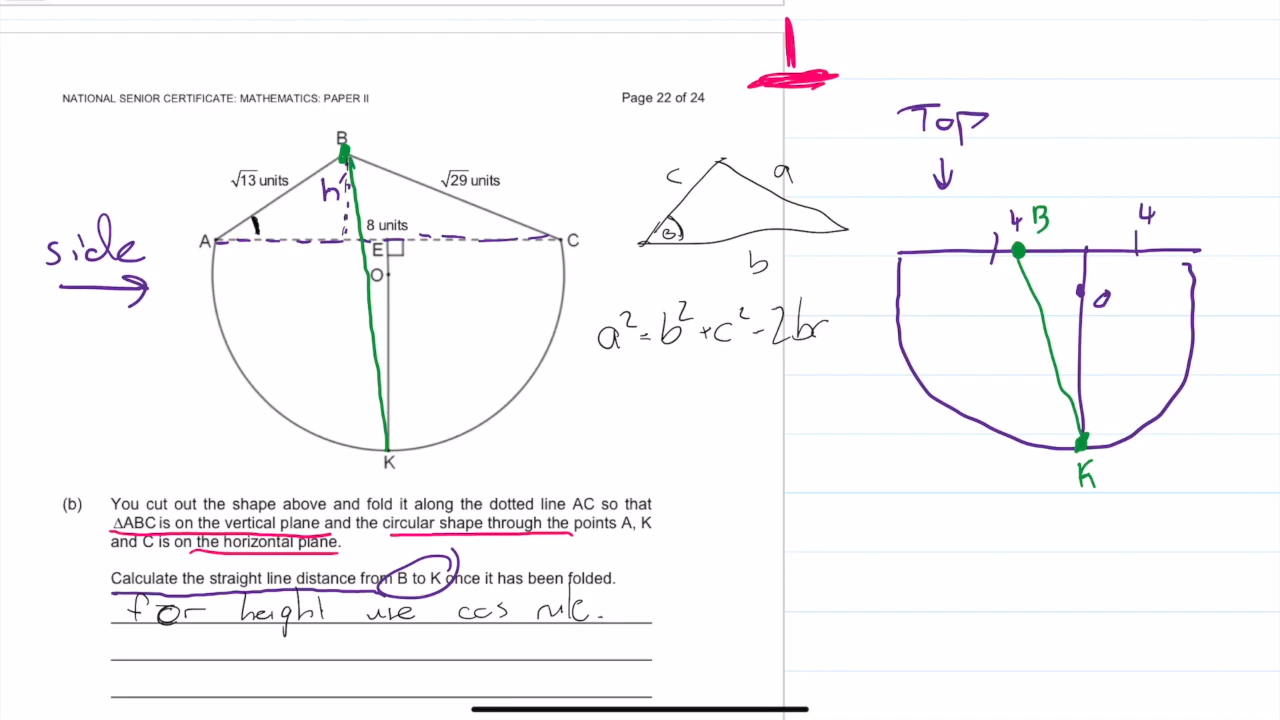 1
NATIONAL SENIOR CERTIFICATE: MATHEMATICS: PAPER II
Page 22 of 24
Top
B
√13 units
h
√29 units
c
a
side
8 units
A
E
C
O
θ
b
4 B
4
O
a² = b² + c² - 2bc
K
K
(b) You cut out the shape above and fold it along the dotted line AC so that
ΔABC is on the vertical plane and the circular shape through the points A, K
and C is on the horizontal plane.
Calculate the straight line distance from B to K once it has been folded.
for height use cos rule.